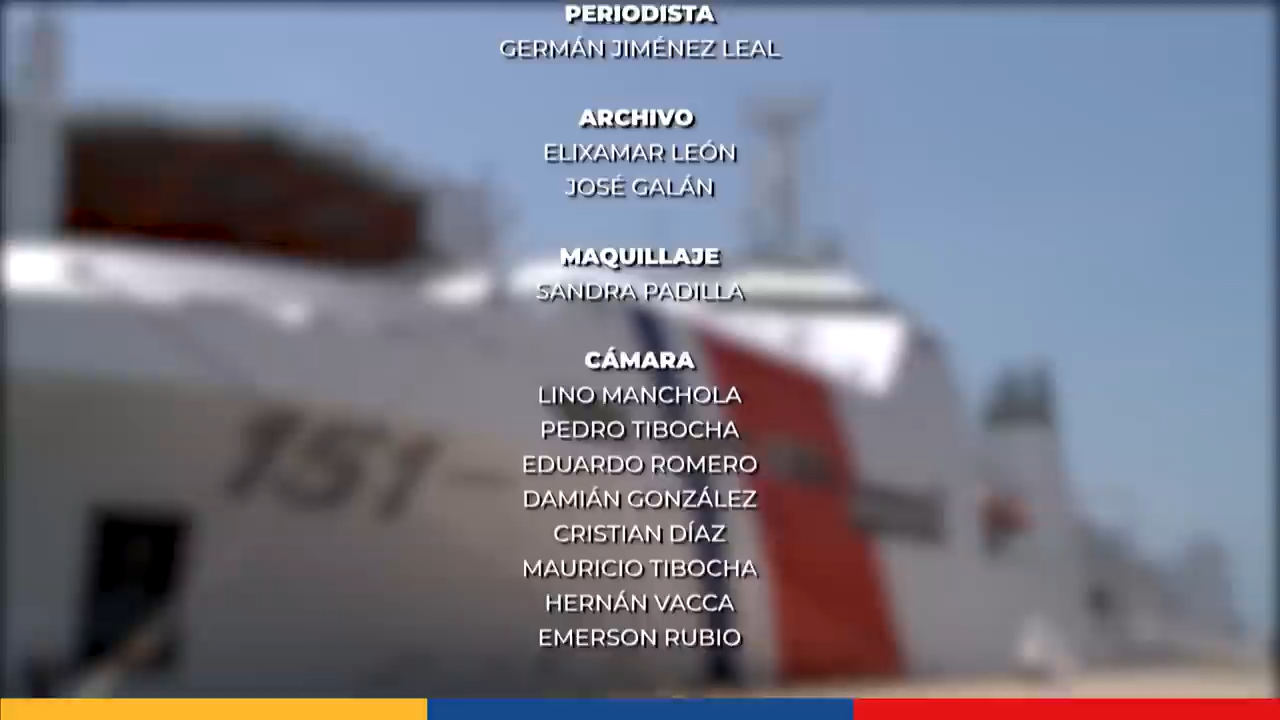 PERIODISTA
GERMÁN JIMÉNEZ LEAL
ARCHIVO
ELIXAMAR LEÓN
JOSÉ GALÁN
MAQUILLAJE
SANDRA PADILLA
CÁMARA
LINO MANCHOLA
PEDRO TIBOCHA
EDUARDO ROMERO
DAMIÁN GONZÁLEZ
CRISTIAN DÍAZ
MAURICIO TIBOCHA
HERNÁN VACCA
EMERSON RUBIO
151